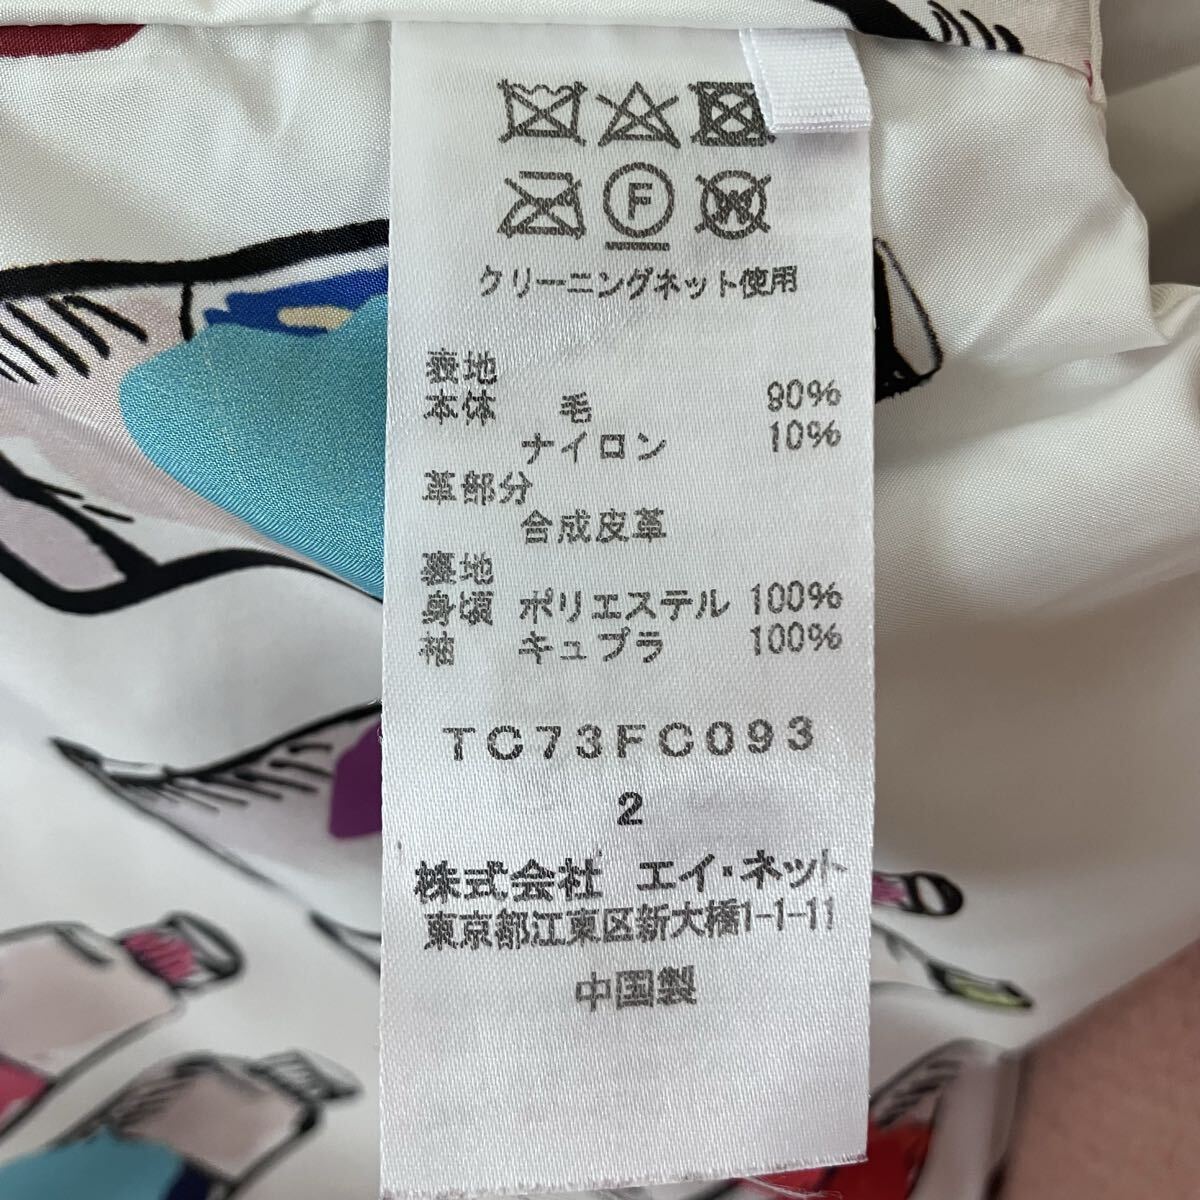 F
W
クリーニングネット使用
表地
本体 毛 90%
ナイロン 10%
革部分
合成皮革
裏地
身頃 ポリエステル 100%
袖 キュプラ 100%
TC73FC093
2
株式会社 エイ・ネット
東京都江東区新大橋1-1-11
中国製